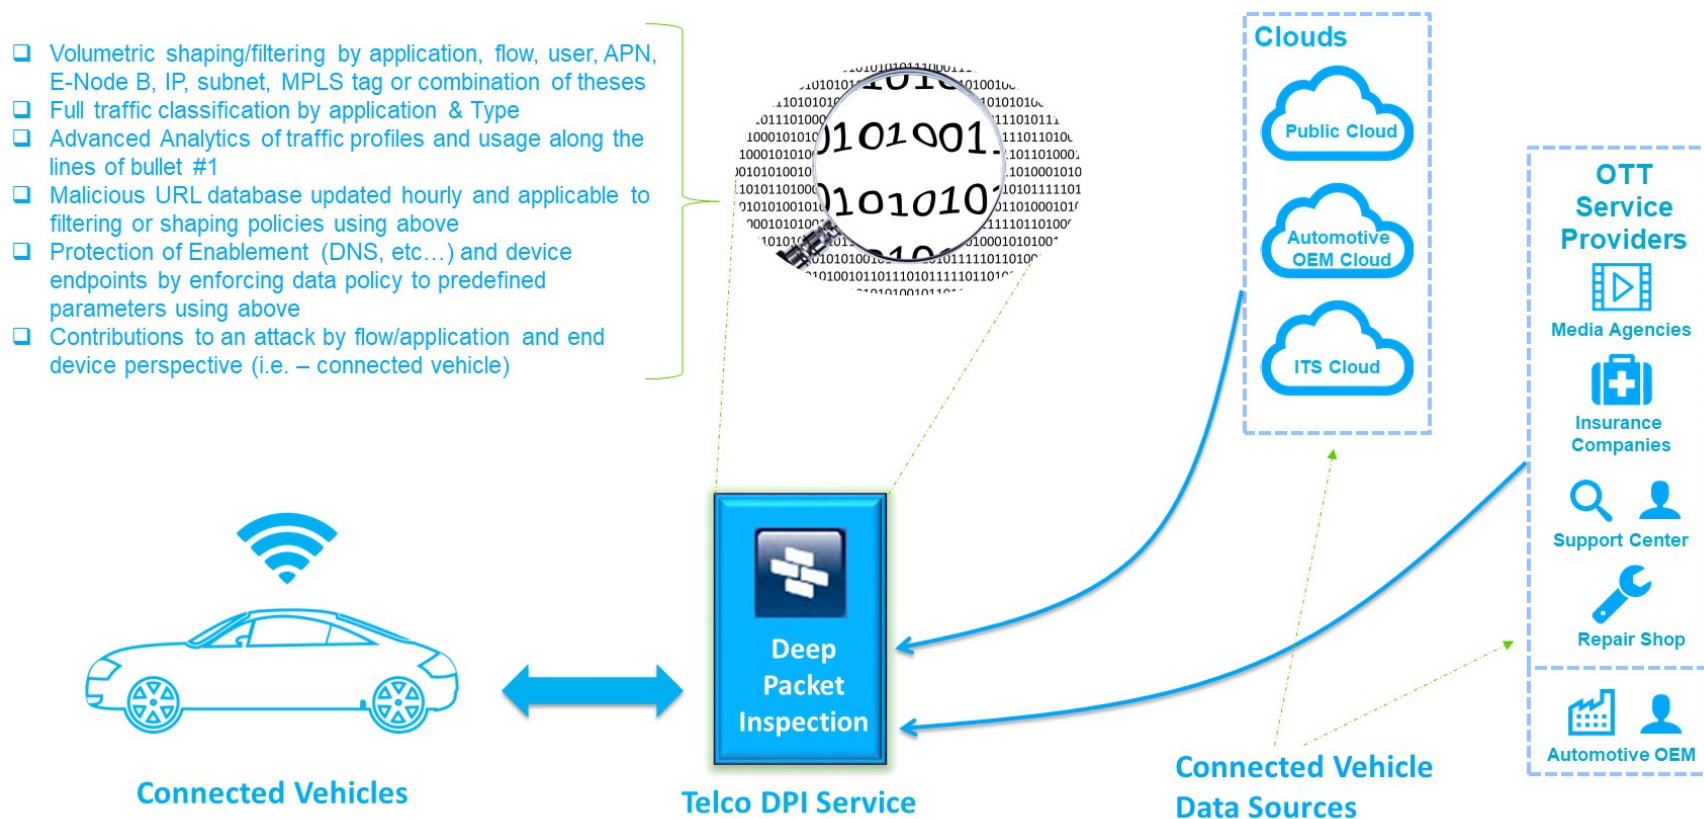 Volumetric shaping/filtering by application, flow, user, APN,
E-Node B, IP, subnet, MPLS tag or combination of theses
Full traffic classification by application & Type
Advanced Analytics of traffic profiles and usage along the
lines of bullet #1
Malicious URL database updated hourly and applicable to
filtering or shaping policies using above
Protection of Enablement (DNS, etc…) and device
endpoints by enforcing data policy to predefined
parameters using above
Contributions to an attack by flow/application and end
device perspective (i.e. – connected vehicle)
Clouds
Public Cloud
Automotive
OEM Cloud
ITS Cloud
OTT
Service
Providers
Media Agencies
Insurance
Companies
Support Center
Repair Shop
Automotive OEM
Deep
Packet
Inspection
Connected Vehicles
Telco DPI Service
Connected Vehicle
Data Sources